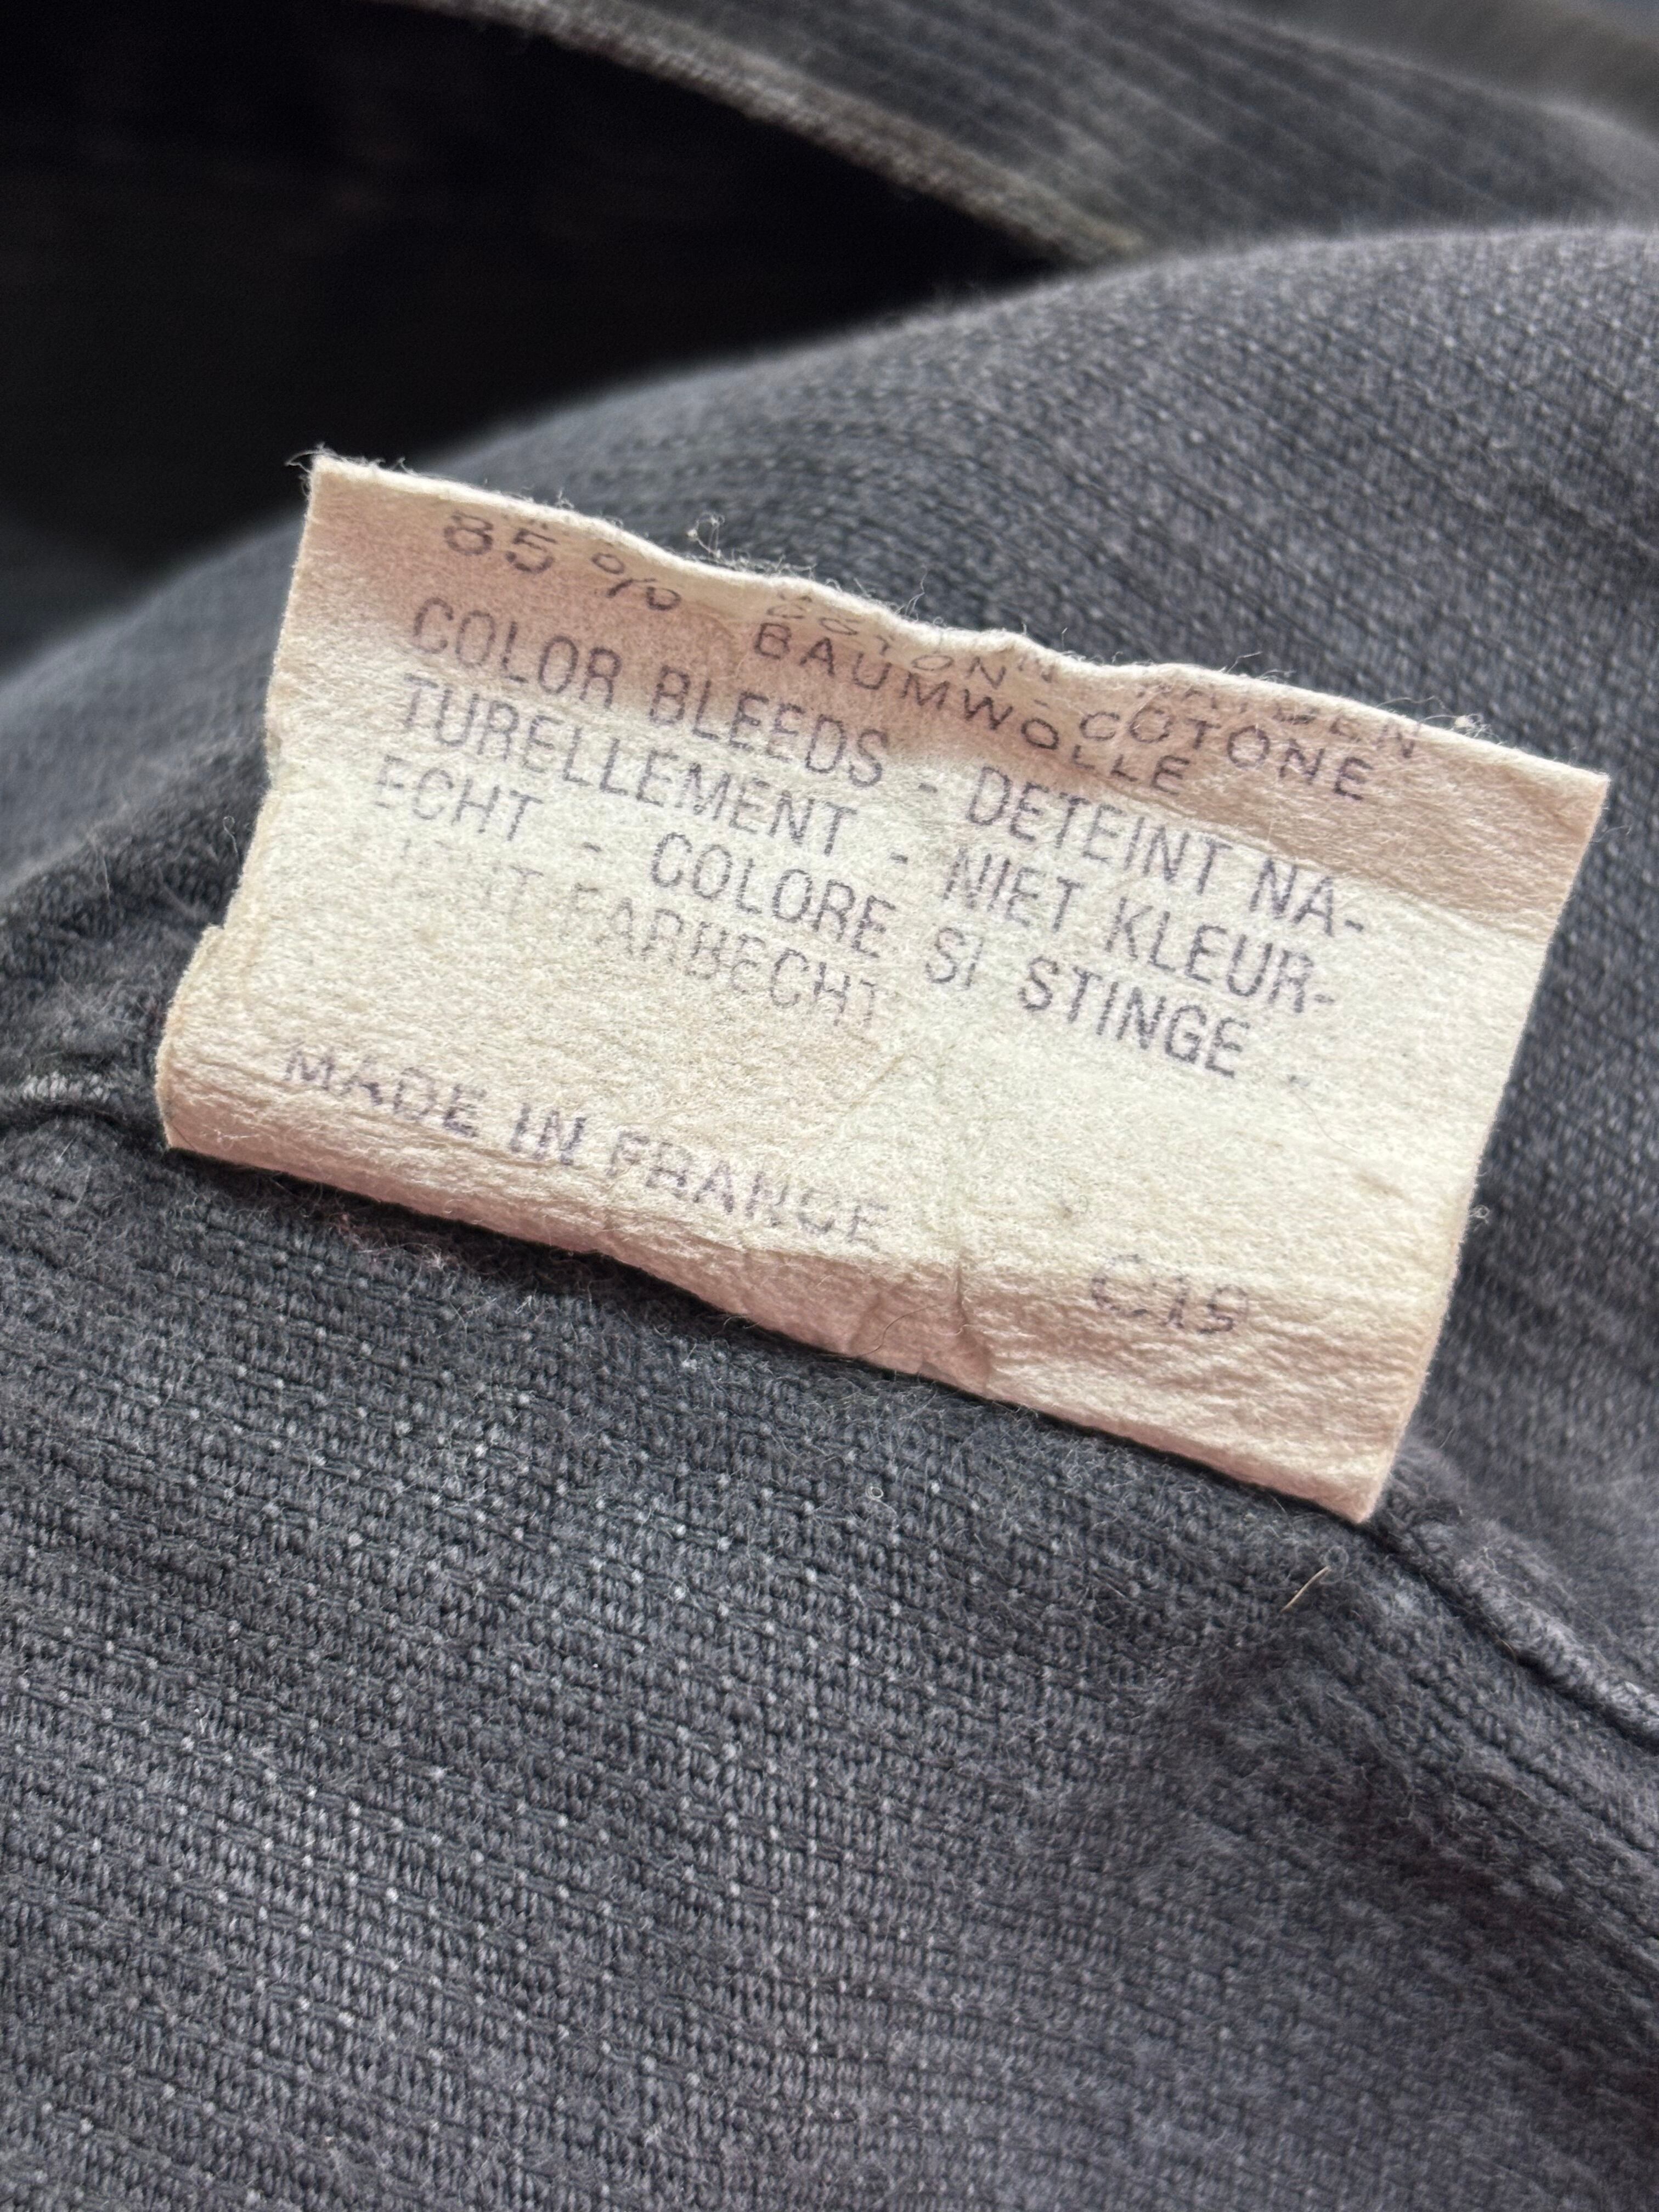 85 %
BAUMWOLLE - COTONE
COLOR BLEEDS - DETEINT NA-
TURELLEMENT - NIET KLEUR-
ECHT - COLORE SI STINGE -
FARBECHT
MADE IN FRANCE
C19